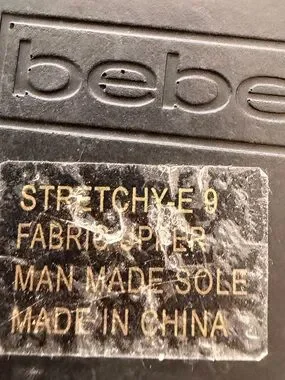 bebe
STRETCHY-E 9
FABRIC UPPER
MAN MADE SOLE
MADE IN CHINA